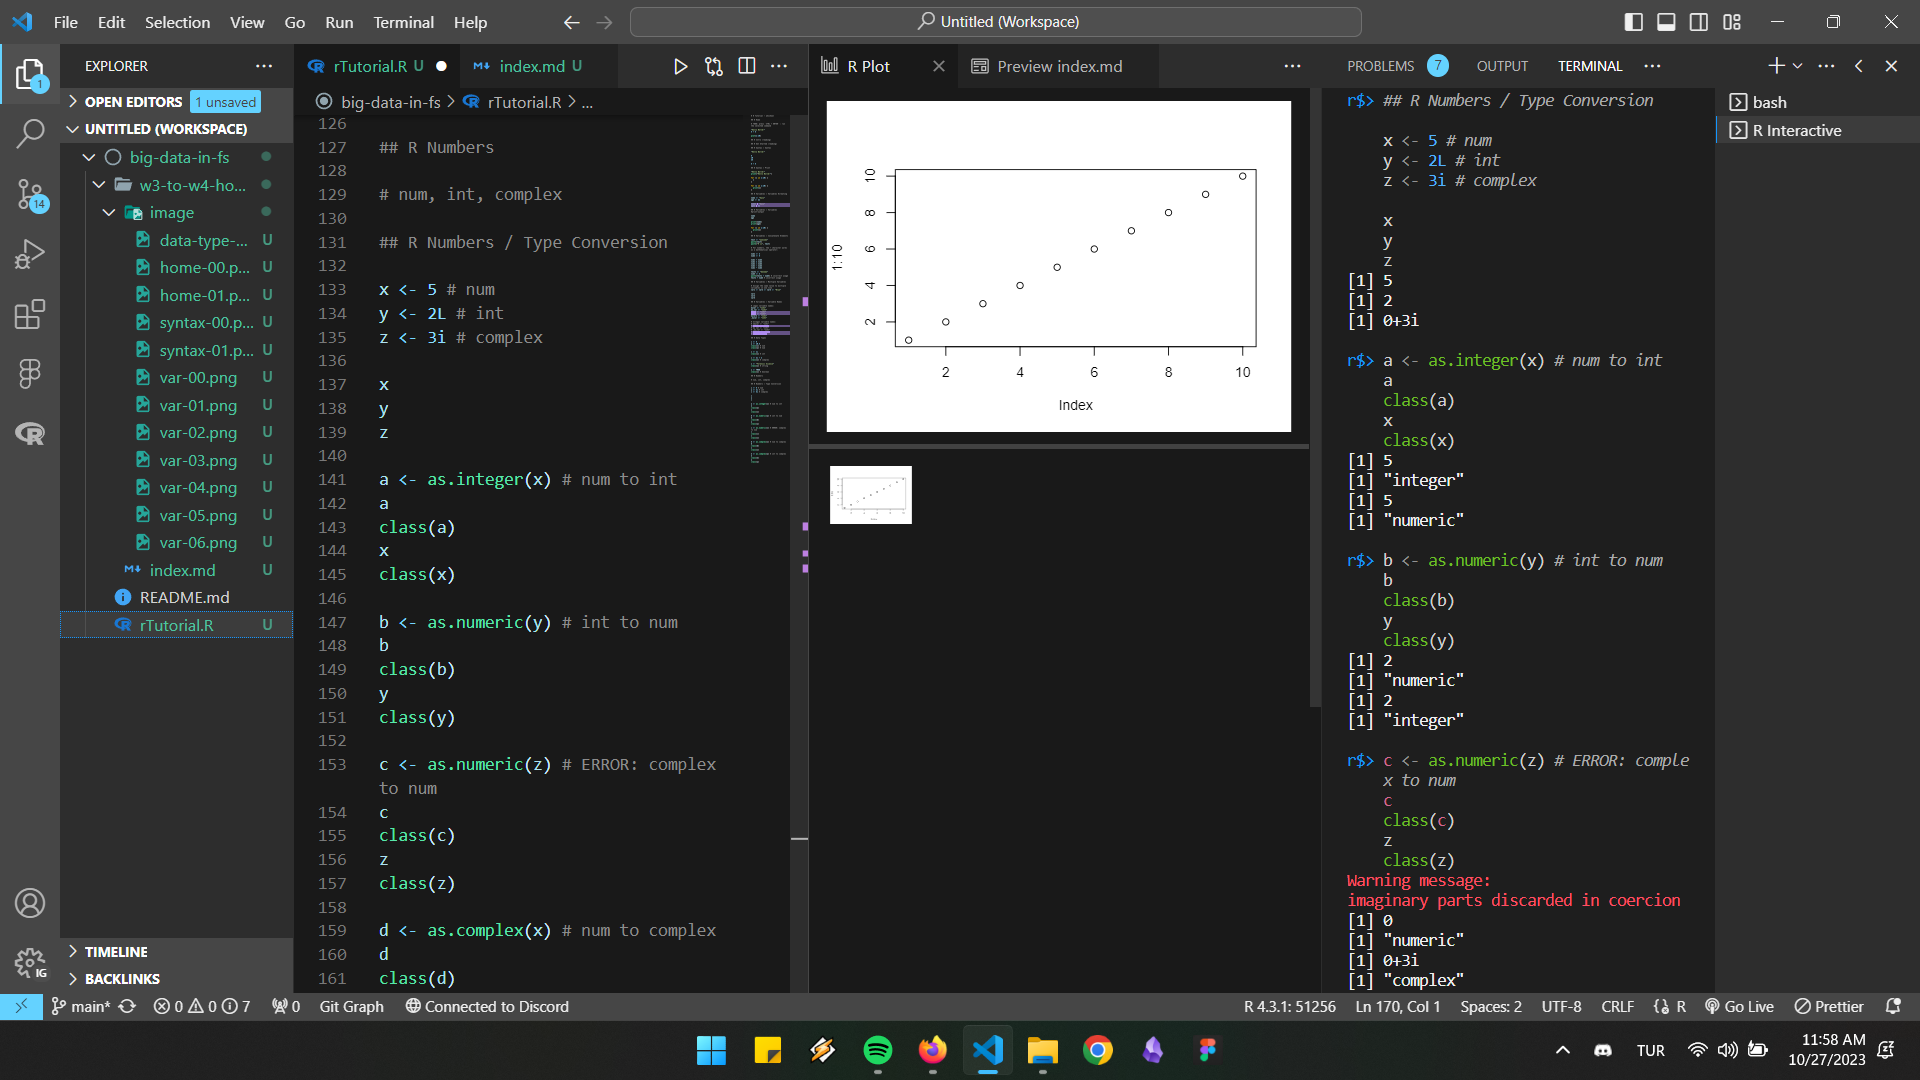 File Edit Selection View Go Run Terminal Help
Untitled (Workspace)
1
14
EXPLORER
OPEN EDITORS 1 unsaved
UNTITLED (WORKSPACE)
big-data-in-fs
w3-to-w4-ho...
image
data-type-... U
home-00.p... U
home-01.p... U
syntax-00.p... U
syntax-01.p... U
var-00.png U
var-01.png U
var-02.png U
var-03.png U
var-04.png U
var-05.png U
var-06.png U
index.md U
README.md
rTutorial.R U
TIMELINE
BACKLINKS
IG
rTutorial.R U
index.md U
big-data-in-fs > rTutorial.R > ...
126
127 ## R Numbers
128
129 # num, int, complex
130
131 ## R Numbers / Type Conversion
132
133 x <- 5 # num
134 y <- 2L # int
135 z <- 3i # complex
136
137 x
138 y
139 z
140
141 a <- as.integer(x) # num to int
142 a
143 class(a)
144 x
145 class(x)
146
147 b <- as.numeric(y) # int to num
148 b
149 class(b)
150 y
151 class(y)
152
153 c <- as.numeric(z) # ERROR: complex
to num
154 c
155 class(c)
156 z
157 class(z)
158
159 d <- as.complex(x) # num to complex
160 d
161 class(d)
R Plot
Preview index.md
1:10
10
8
6
4
2
2 4 6 8 10
Index
PROBLEMS 7 OUTPUT TERMINAL
r$> ## R Numbers / Type Conversion
x <- 5 # num
y <- 2L # int
z <- 3i # complex
x
y
z
[1] 5
[1] 2
[1] 0+3i
r$> a <- as.integer(x) # num to int
a
class(a)
x
class(x)
[1] 5
[1] "integer"
[1] 5
[1] "numeric"
r$> b <- as.numeric(y) # int to num
b
class(b)
y
class(y)
[1] 2
[1] "numeric"
[1] 2
[1] "integer"
r$> c <- as.numeric(z) # ERROR: comple
x to num
c
class(c)
z
class(z)
Warning message:
imaginary parts discarded in coercion
[1] 0
[1] "numeric"
[1] 0+3i
[1] "complex"
bash
R Interactive
main* 0 0 7 0 Git Graph Connected to Discord
R 4.3.1: 51256 Ln 170, Col 1 Spaces: 2 UTF-8 CRLF R Go Live Prettier
TUR
11:58 AM
10/27/2023